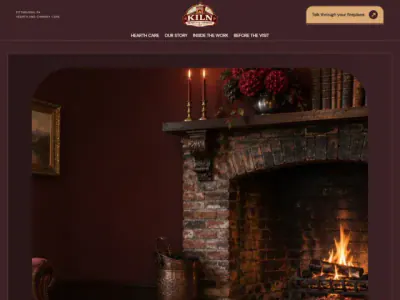 PITTSBURGH, PA
HEARTH AND CHIMNEY CARE
KILN
Talk through your fireplace
HEARTH CARE
OUR STORY
INSIDE THE WORK
BEFORE THE VISIT